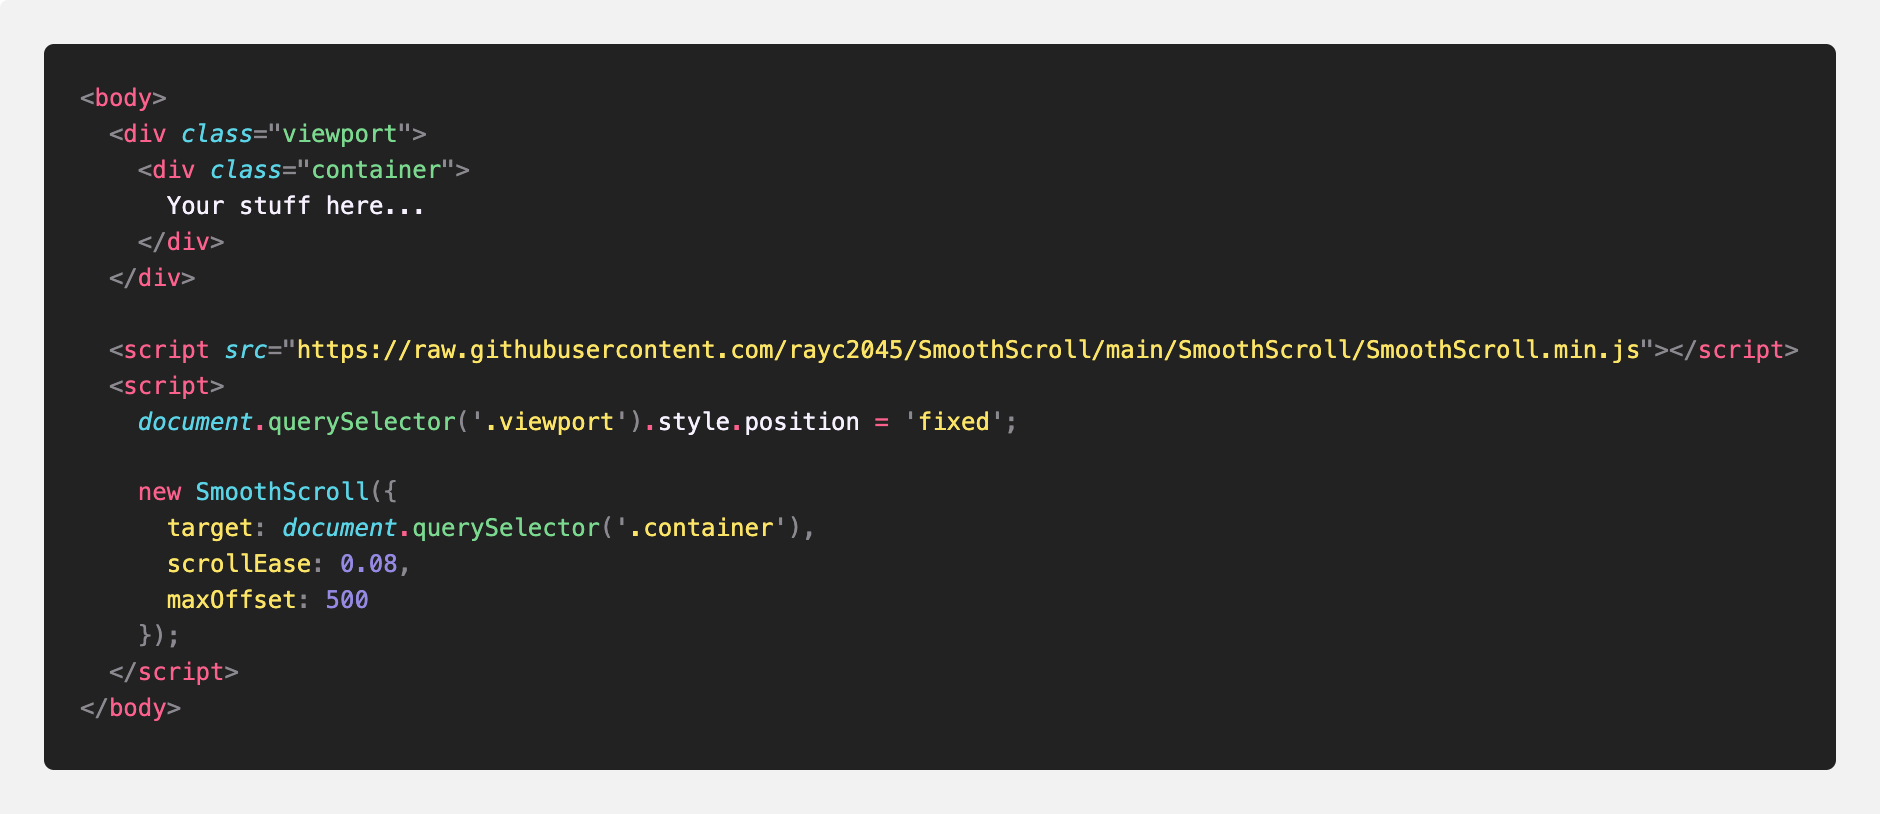 <body>
  <div class="viewport">
    <div class="container">
      Your stuff here...
    </div>
  </div>

  <script src="https://raw.githubusercontent.com/rayc2045/SmoothScroll/main/SmoothScroll/SmoothScroll.min.js"></script>
  <script>
    document.querySelector('.viewport').style.position = 'fixed';

    new SmoothScroll({
      target: document.querySelector('.container'),
      scrollEase: 0.08,
      maxOffset: 500
    });
  </script>
</body>